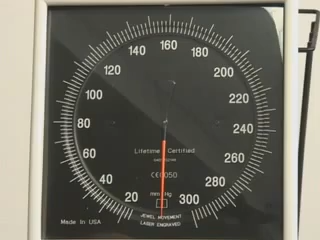 160
140 180
120 200
100 220
80 240
60 260
40 280
20 300
Lifetime Certified
CE0050
mm Hg
JEWEL MOVEMENT
LASER ENGRAVED
Made In USA